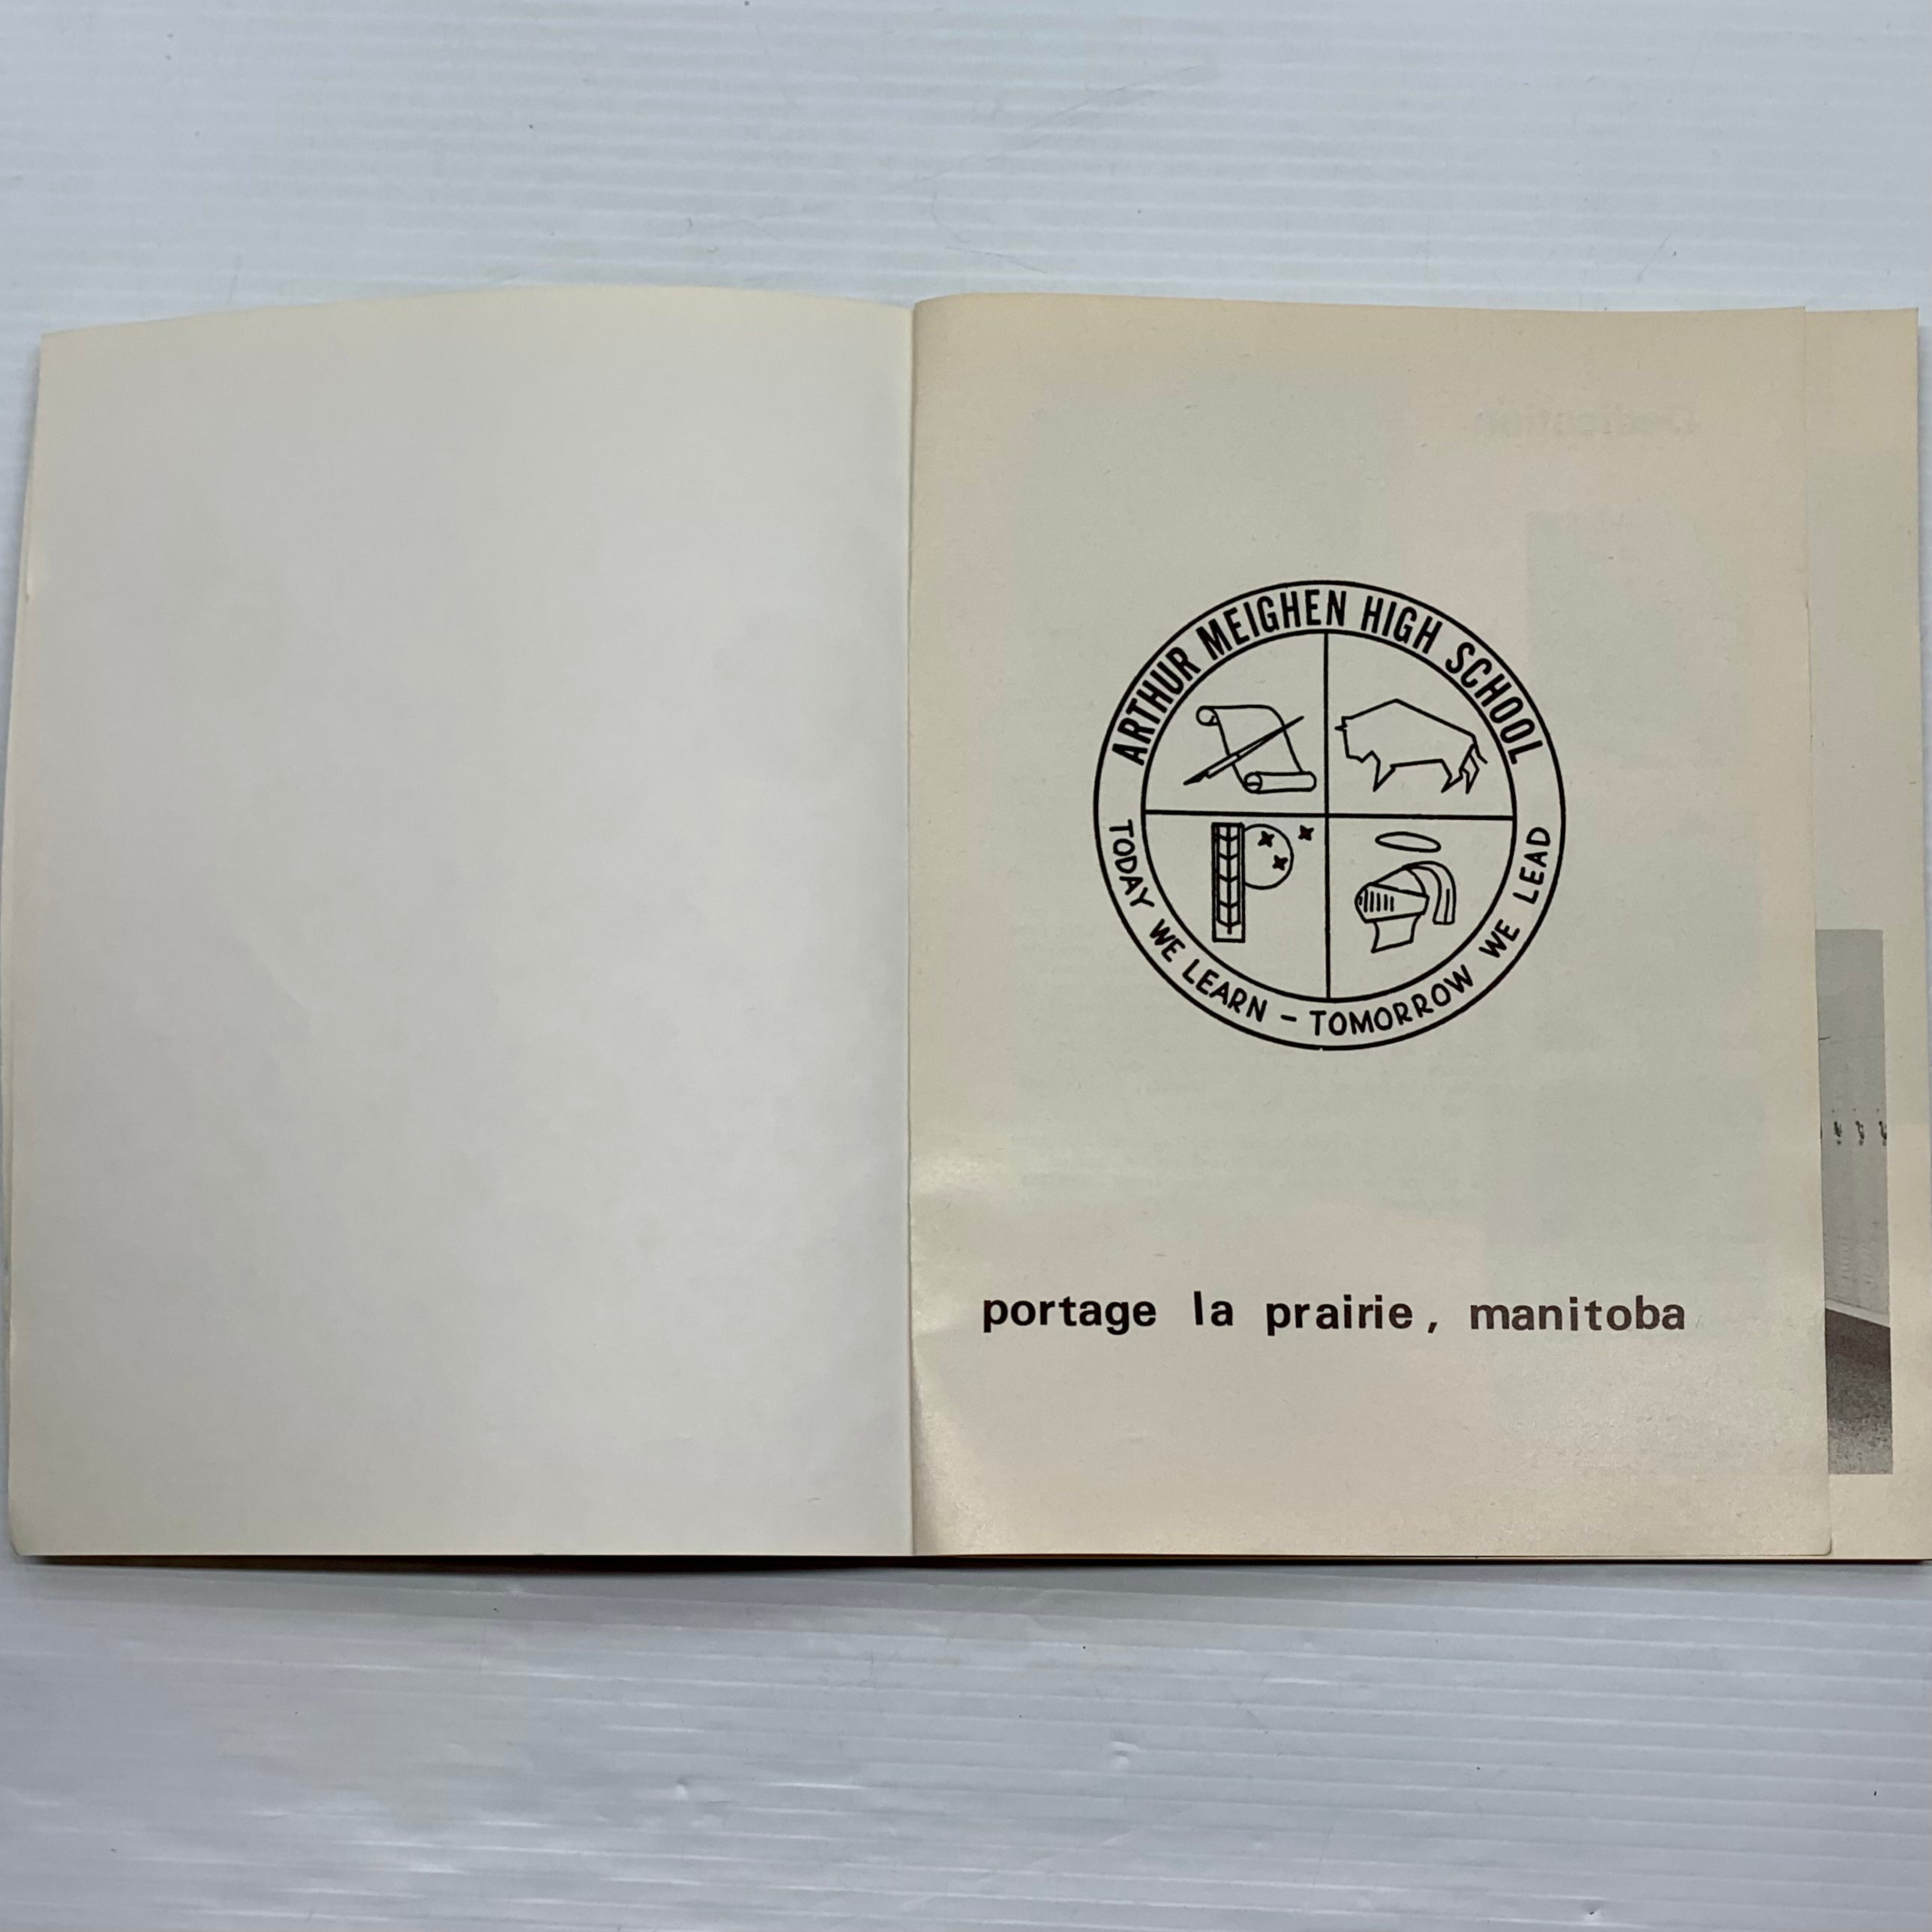 ARTHUR MEIGHEN HIGH SCHOOL
TODAY WE LEARN - TOMORROW WE LEAD
portage la prairie, manitoba